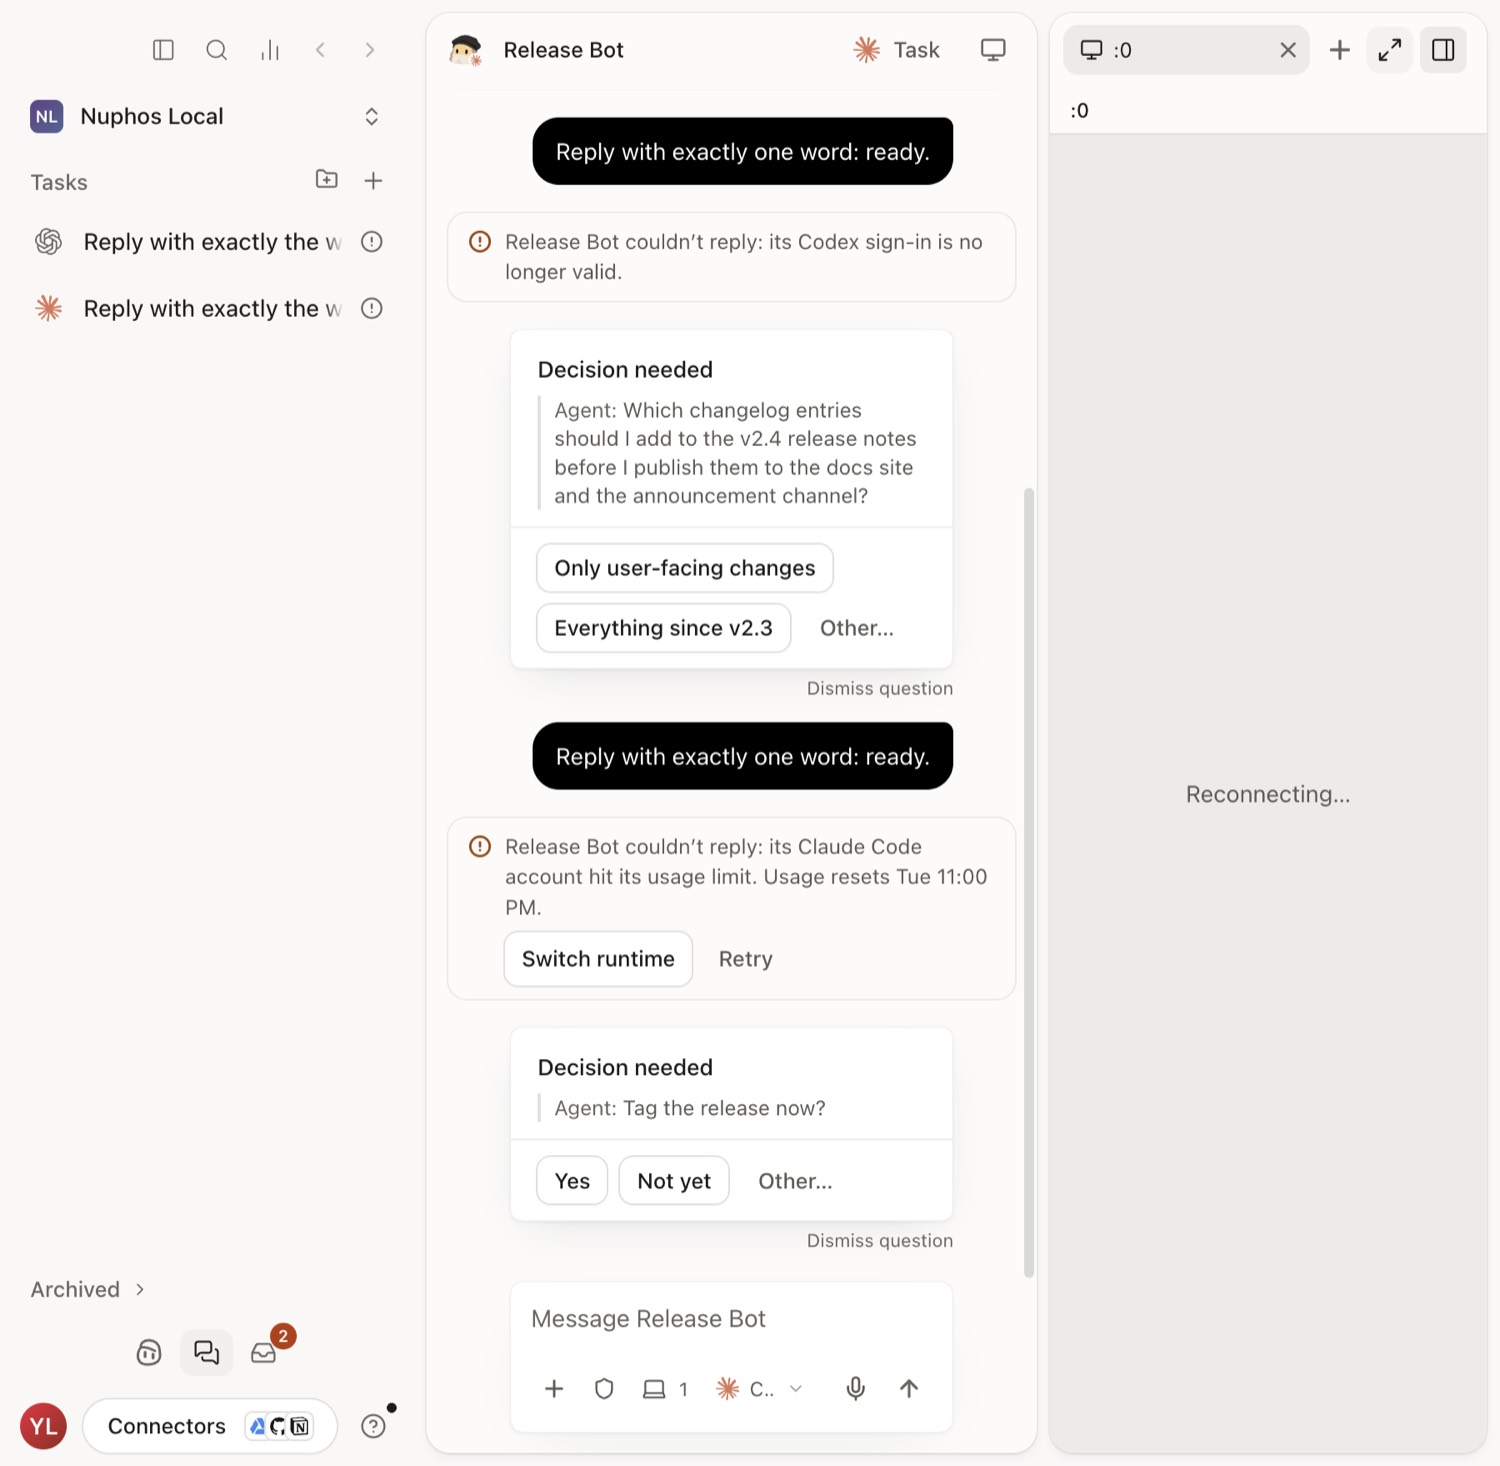 NL Nuphos Local
Tasks
Reply with exactly the w
Reply with exactly the w
Archived
2
YL
Connectors
Release Bot
Task
Reply with exactly one word: ready.
Release Bot couldn’t reply: its Codex sign-in is no
longer valid.
Decision needed
Agent: Which changelog entries
should I add to the v2.4 release notes
before I publish them to the docs site
and the announcement channel?
Only user-facing changes
Everything since v2.3
Other...
Dismiss question
Reply with exactly one word: ready.
Release Bot couldn’t reply: its Claude Code
account hit its usage limit. Usage resets Tue 11:00
PM.
Switch runtime
Retry
Decision needed
Agent: Tag the release now?
Yes
Not yet
Other...
Dismiss question
Message Release Bot
1
C..
:0
:0
Reconnecting...